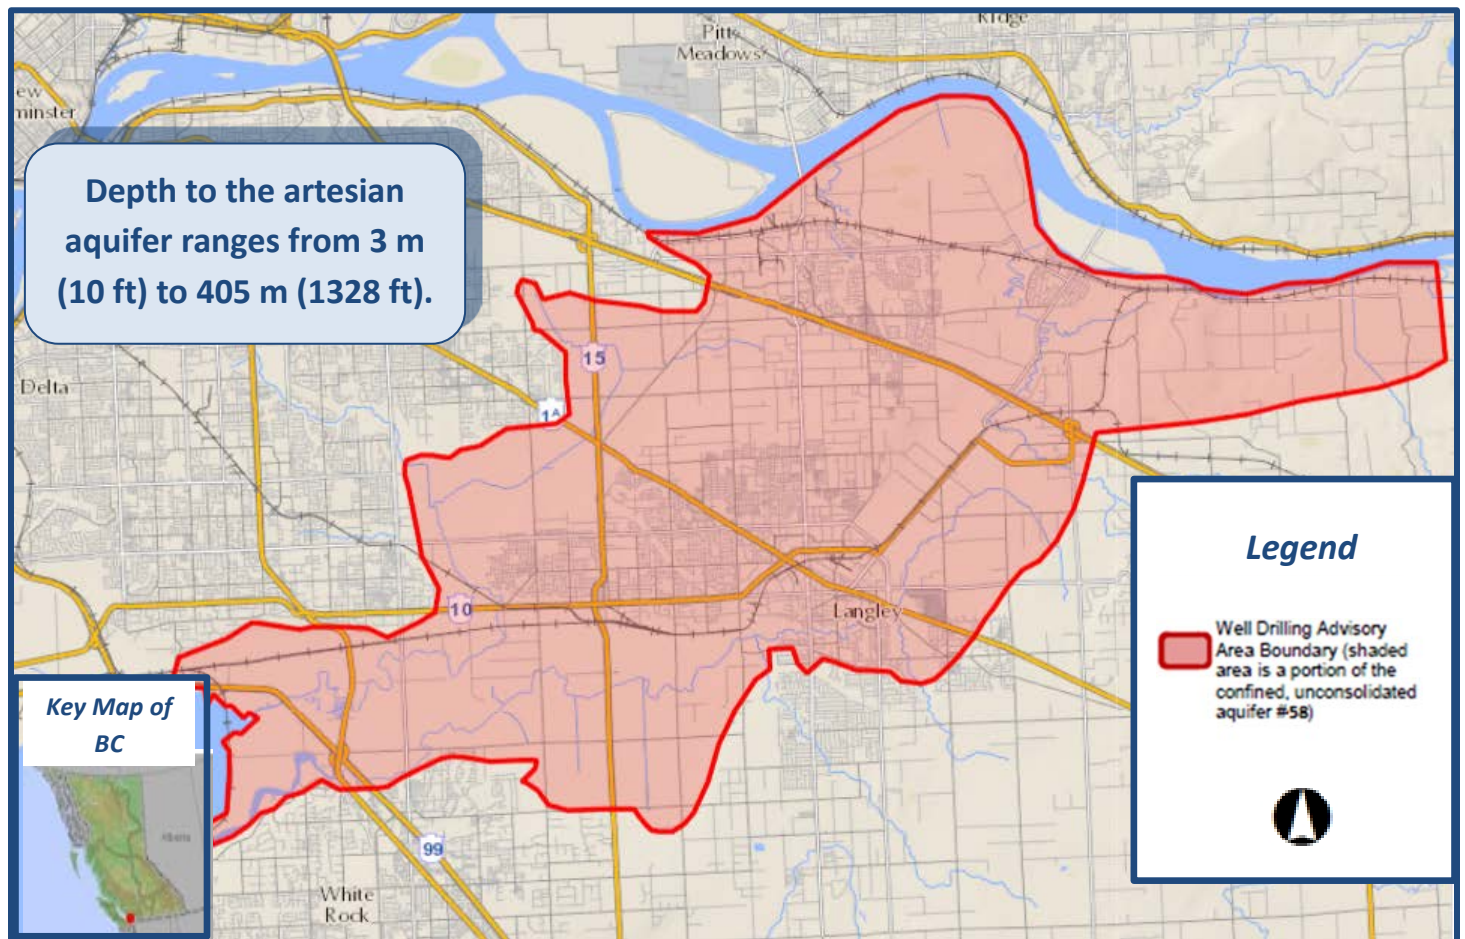 Ridge
Pitt
Meadows
ew
minster
Depth to the artesian
aquifer ranges from 3 m
(10 ft) to 405 m (1328 ft).
15
Delta
1A
Legend
10
Langley
Well Drilling Advisory
Area Boundary (shaded
area is a portion of the
confined, unconsolidated
aquifer #58)
Key Map of
BC
99
White
Rock